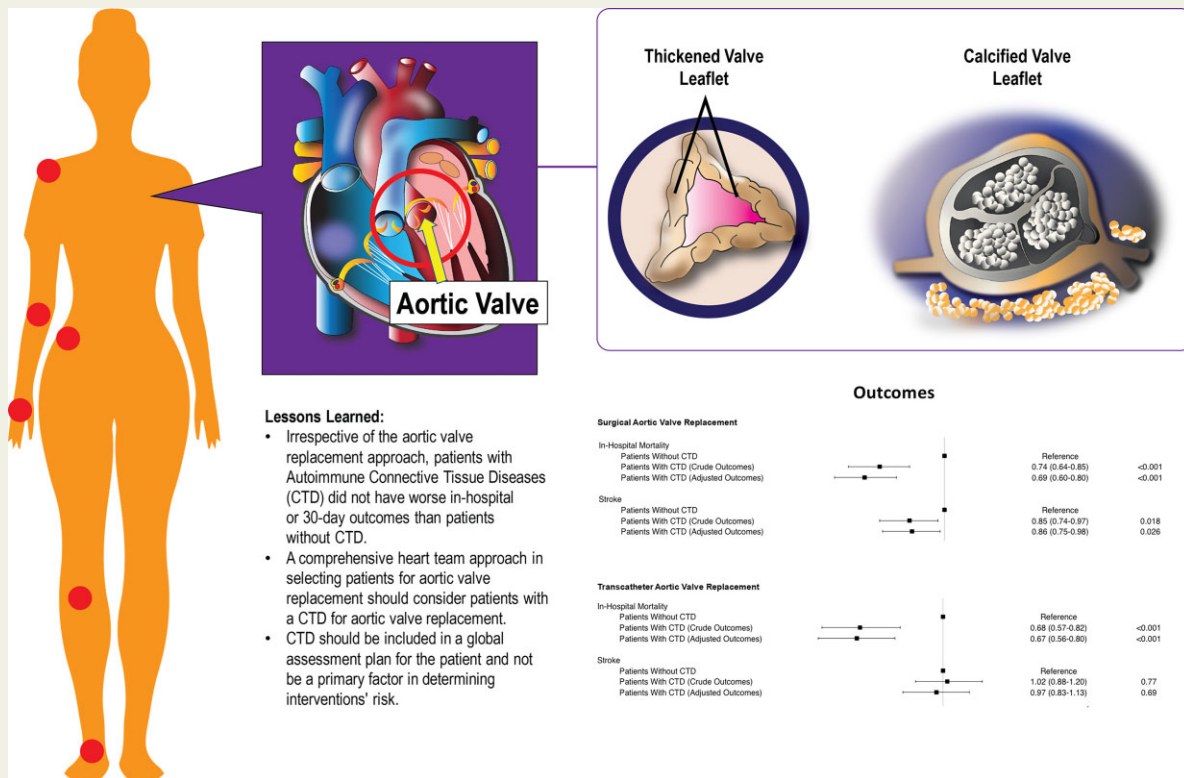 Thickened Valve
Leaflet
Calcified Valve
Leaflet
Aortic Valve
Lessons Learned:
• Irrespective of the aortic valve
replacement approach, patients with
Autoimmune Connective Tissue Diseases
(CTD) did not have worse in-hospital
or 30-day outcomes than patients
without CTD.
• A comprehensive heart team approach in
selecting patients for aortic valve
replacement should consider patients with
a CTD for aortic valve replacement.
• CTD should be included in a global
assessment plan for the patient and not
be a primary factor in determining
interventions' risk.
Outcomes
Surgical Aortic Valve Replacement
In-Hospital Mortality
Patients Without CTD Reference
Patients With CTD (Crude Outcomes) 0.74 (0.64-0.85) <0.001
Patients With CTD (Adjusted Outcomes) 0.69 (0.60-0.80) <0.001
Stroke
Patients Without CTD Reference
Patients With CTD (Crude Outcomes) 0.85 (0.74-0.97) 0.018
Patients With CTD (Adjusted Outcomes) 0.86 (0.75-0.98) 0.026
Transcatheter Aortic Valve Replacement
In-Hospital Mortality
Patients Without CTD Reference
Patients With CTD (Crude Outcomes) 0.68 (0.57-0.82) <0.001
Patients With CTD (Adjusted Outcomes) 0.67 (0.56-0.80) <0.001
Stroke
Patients Without CTD Reference
Patients With CTD (Crude Outcomes) 1.02 (0.88-1.20) 0.77
Patients With CTD (Adjusted Outcomes) 0.97 (0.83-1.13) 0.69